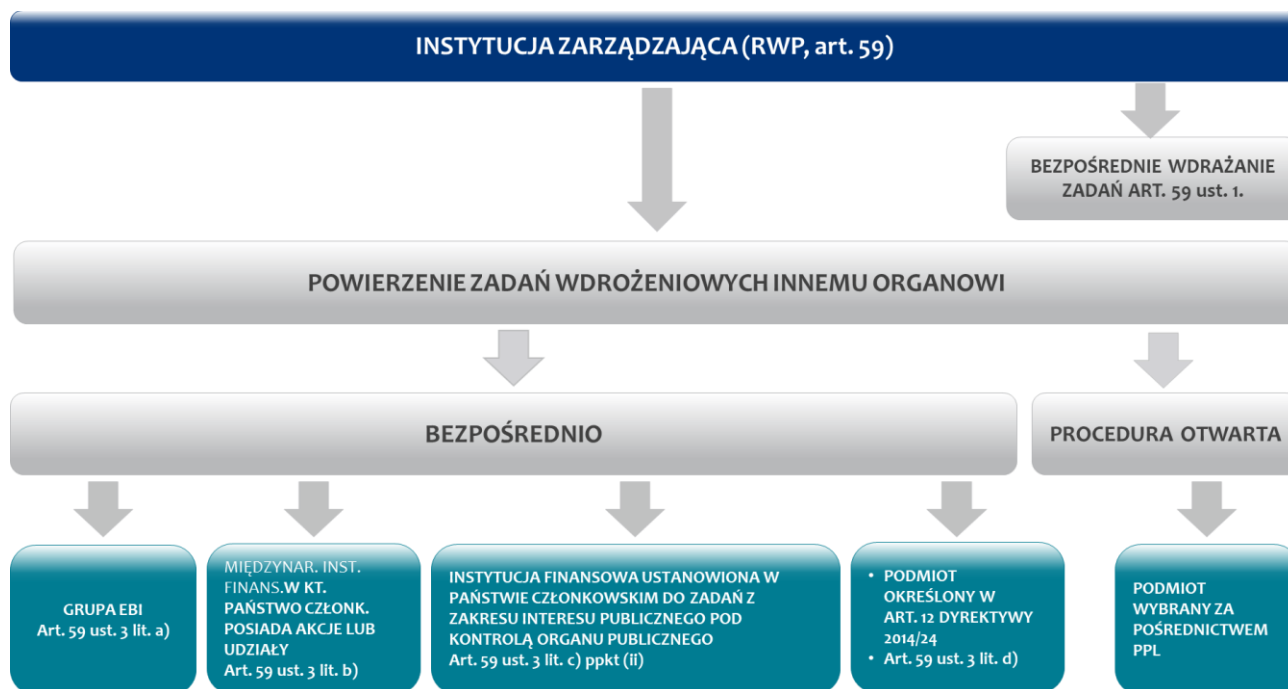 INSTYTUCJA ZARZĄDZAJĄCA (RWP, art. 59)
BEZPOŚREDNIE WDRAŻANIE
ZADAŃ ART. 59 ust. 1.
POWIERZENIE ZADAŃ WDROŻENIOWYCH INNEMU ORGANOWI
BEZPOŚREDNIO
PROCEDURA OTWARTA
GRUPA EBI
Art. 59 ust. 3 lit. a)
MIĘDZYNAR. INST.
FINANS.W KT.
PAŃSTWO CZŁONK.
POSIADA AKCJE LUB
UDZIAŁY
Art. 59 ust. 3 lit. b)
INSTYTUCJA FINANSOWA USTANOWIONA W
PAŃSTWIE CZŁONKOWSKIM DO ZADAŃ Z
ZAKRESU INTERESU PUBLICZNEGO POD
KONTROLĄ ORGANU PUBLICZNEGO
Art. 59 ust. 3 lit. c) ppkt (ii)
• PODMIOT
OKREŚLONY W
ART. 12 DYREKTYWY
2014/24
• Art. 59 ust. 3 lit. d)
PODMIOT
WYBRANY ZA
POŚREDNICTWEM
PPL